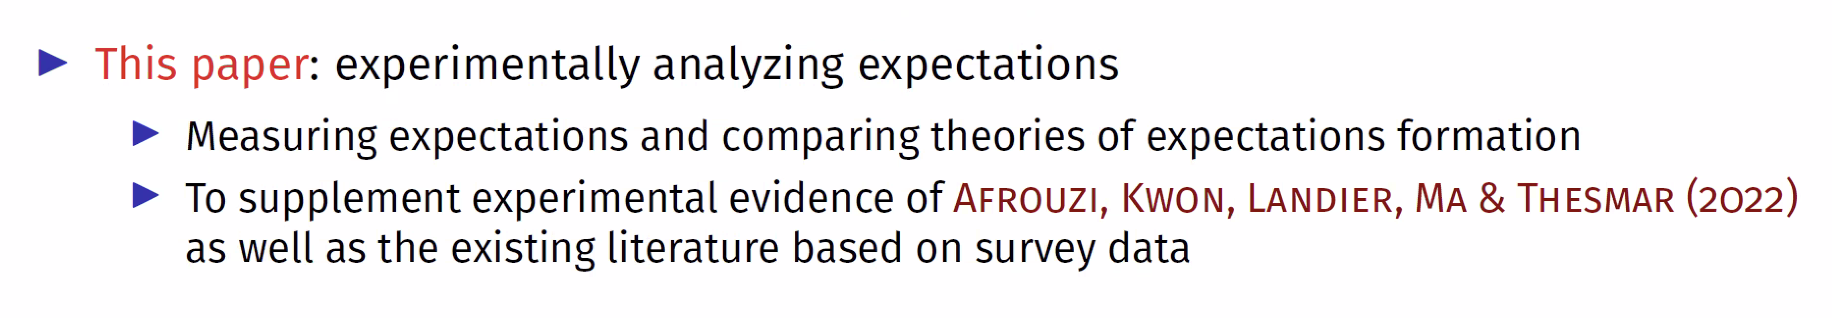 ▶ This paper: experimentally analyzing expectations
▶ Measuring expectations and comparing theories of expectations formation
▶ To supplement experimental evidence of Afrouzi, Kwon, Landier, Ma & Thesmar (2022)
as well as the existing literature based on survey data